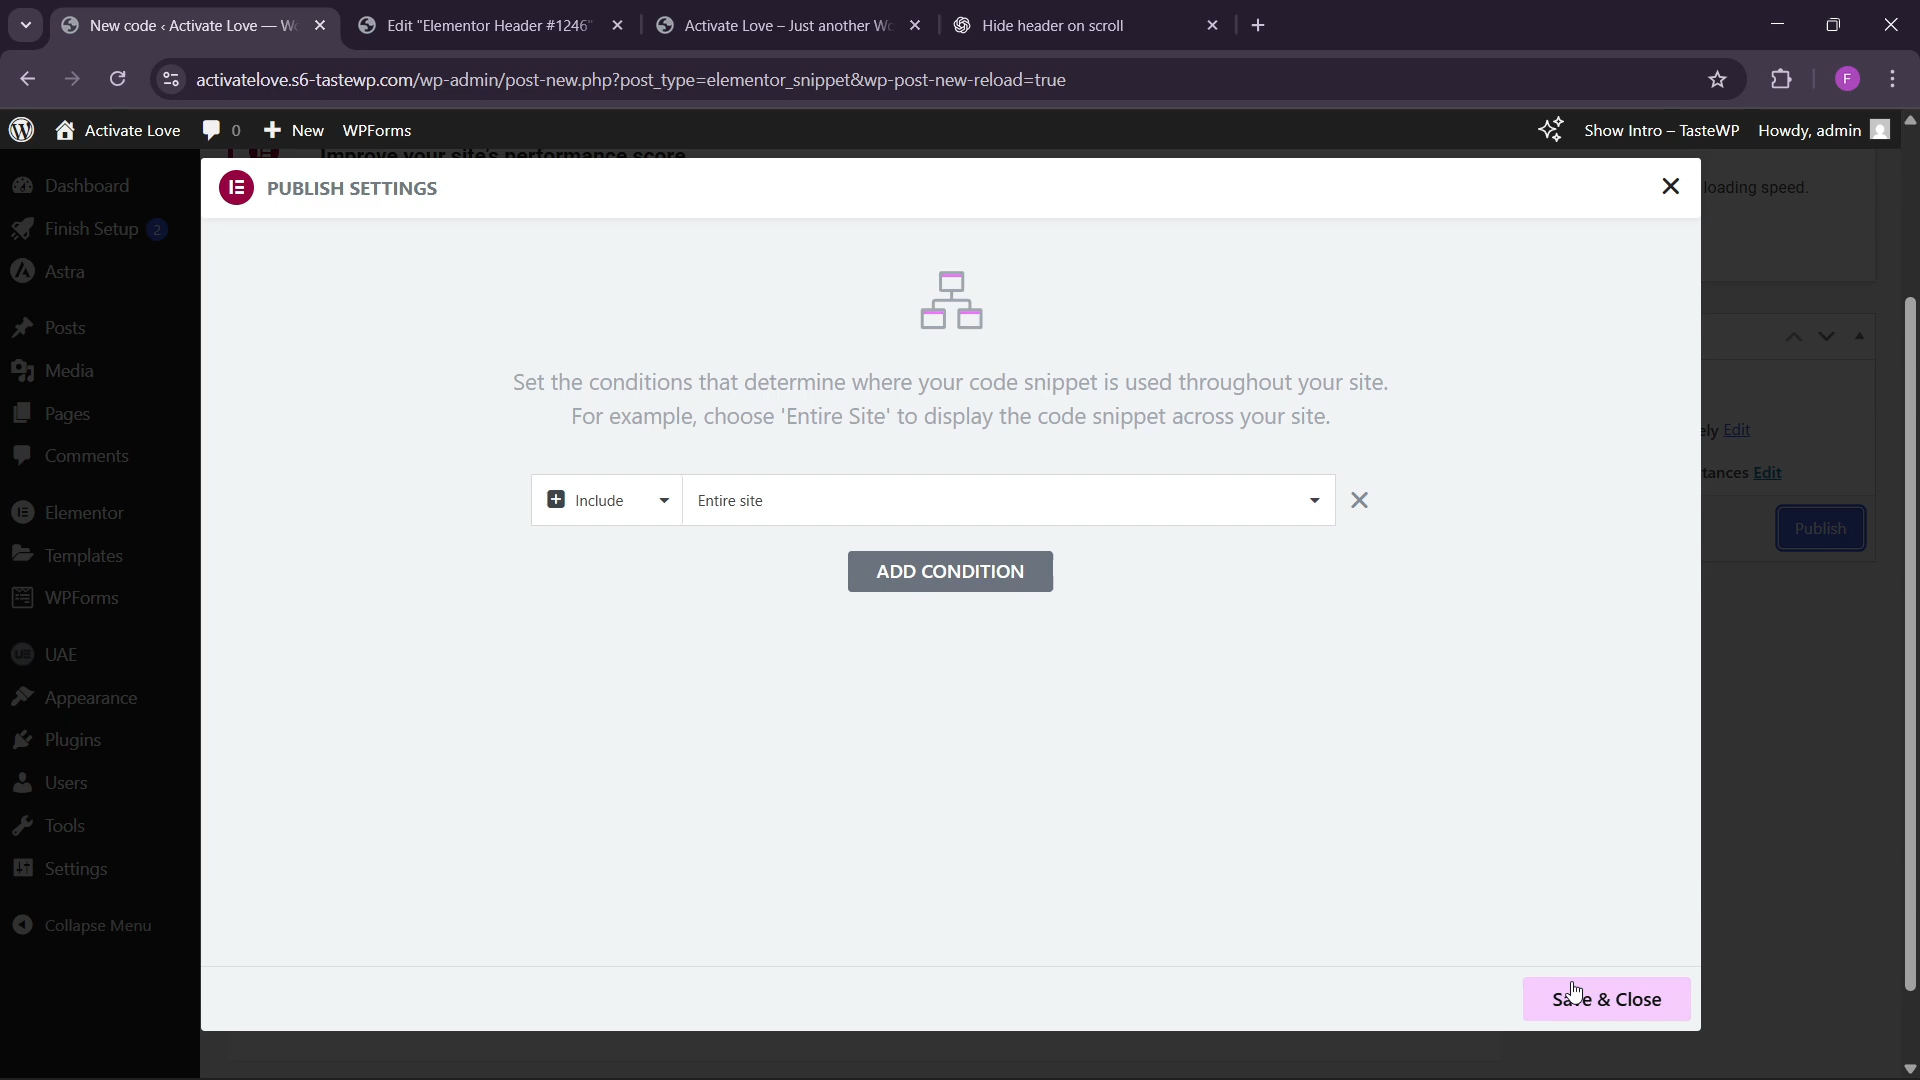 New code ‹ Activate Love — W
Edit "Elementor Header #1246"
Activate Love – Just another Wo
Hide header on scroll
activatelove.s6-tastewp.com/wp-admin/post-new.php?post_type=elementor_snippet&wp-post-new-reload=true
F
Activate Love
0
New
WPForms
Show Intro – TasteWP
Howdy, admin
Improve your site's performance score
Dashboard
PUBLISH SETTINGS
loading speed.
Finish Setup 2
Astra
Posts
Media
Set the conditions that determine where your code snippet is used throughout your site.
For example, choose 'Entire Site' to display the code snippet across your site.
Pages
Edit
Comments
Edit
Include
Entire site
Elementor
Publish
Templates
ADD CONDITION
WPForms
UAE
Appearance
Plugins
Users
Tools
Settings
Collapse Menu
Save & Close